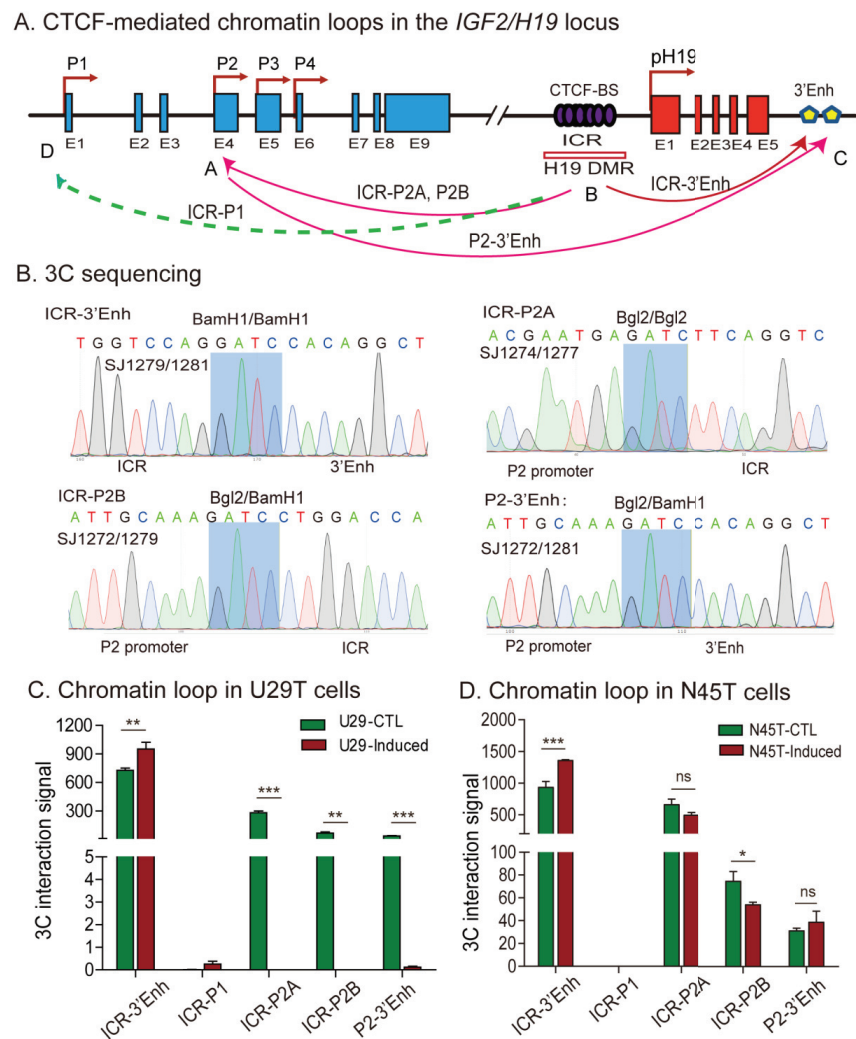 A. CTCF-mediated chromatin loops in the IGF2/H19 locus
P1 P2 P3 P4 CTCF-BS pH19 3'Enh
E1 E2 E3 E4 E5 E6 E7 E8 E9 ICR E1 E2 E3 E4 E5
D A H19 DMR B C
ICR-P1 ICR-P2A, P2B ICR-3'Enh
P2-3'Enh
B. 3C sequencing
ICR-3'Enh BamH1/BamH1
T G G T C C A G G A T C C A C A G G C T
SJ1279/1281
170
ICR 3'Enh
ICR-P2A Bgl2/Bgl2
A C G A A T G A G A T C T T C A G G T C
SJ1274/1277
P2 promoter ICR
ICR-P2B Bgl2/BamH1
A T T G C A A A G A T C C T G G A C C A
SJ1272/1279
P2 promoter ICR
P2-3'Enh: Bgl2/BamH1
A T T G C A A A G A T C C A C A G G C T
SJ1272/1281
P2 promoter 3'Enh
C. Chromatin loop in U29T cells
3C interaction signal
1200
900
600
300
5
4
3
2
1
0
** *** ** ***
U29-CTL
U29-Induced
ICR-3'Enh ICR-P1 ICR-P2A ICR-P2B P2-3'Enh
D. Chromatin loop in N45T cells
3C interaction signal
2000
1500
1000
500
100
80
60
40
20
0
*** ns * ns
N45T-CTL
N45T-Induced
ICR-3'Enh ICR-P1 ICR-P2A ICR-P2B P2-3'Enh